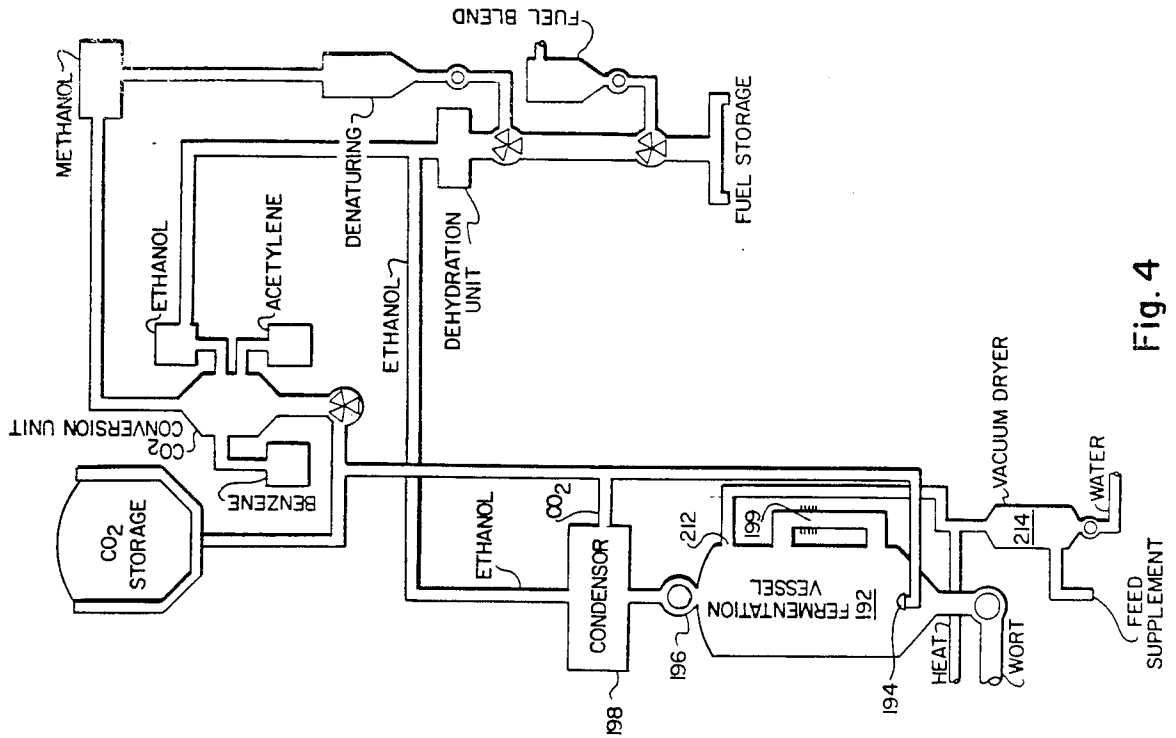 METHANOL
FUEL BLEND
DENATURING
ETHANOL
ACETYLENE
CO2
CONVERSION UNIT
BENZENE
CO2
STORAGE
ETHANOL
DEHYDRATION
UNIT
FUEL STORAGE
ETHANOL
CO2
CONDENSOR
198
196
212
199
FERMENTATION
VESSEL
192
194
HEAT
WORT
VACUUM DRYER
214
WATER
FEED
SUPPLEMENT
Fig. 4